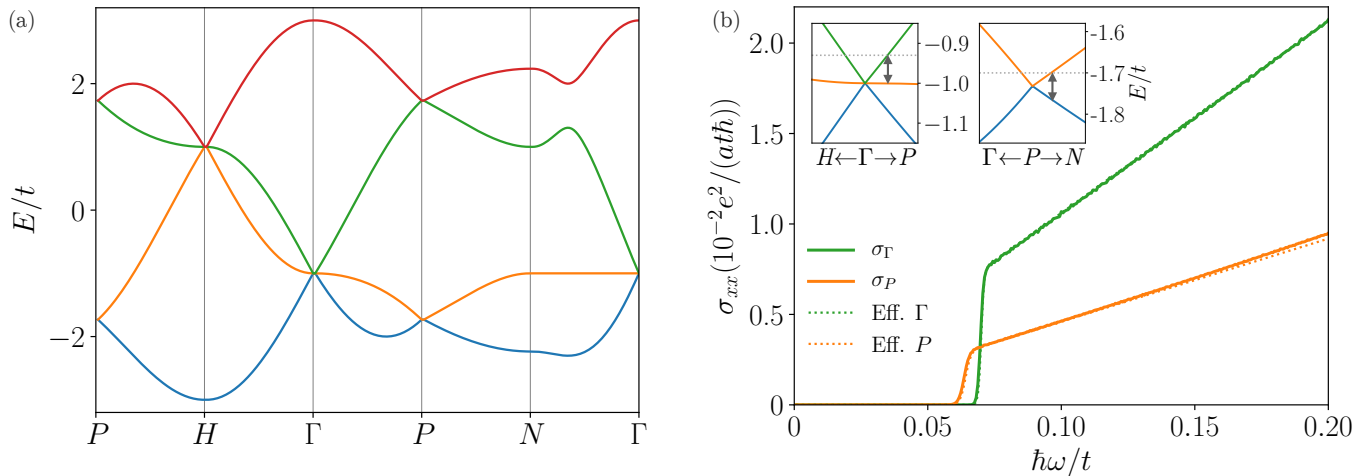 (a)
E/t
2
0
−2
P H Γ P N Γ
(b)
σxx(10⁻²e²/(atℏ))
2.0
1.5
1.0
0.5
0
0 0.05 0.10 0.15 0.20
ℏω/t
−0.9
−1.0
−1.1
H←Γ→P
−1.6
−1.7
−1.8
E/t
Γ←P→N
σΓ
σP
Eff. Γ
Eff. P